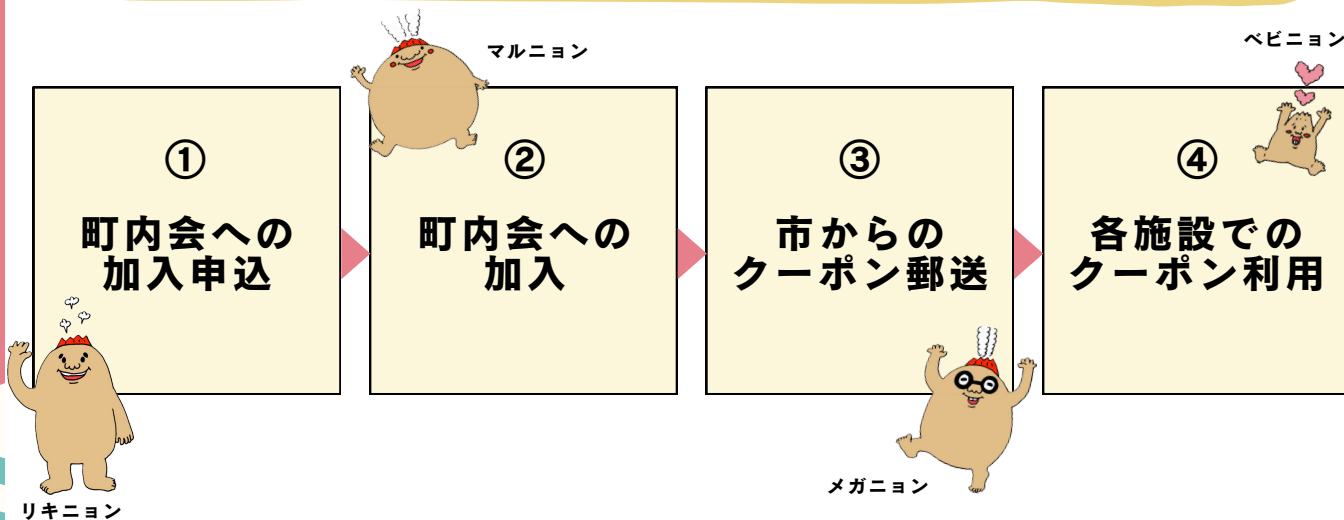 マルニョン
ベビニョン
①
町内会への
加入申込
②
町内会への
加入
③
市からの
クーポン郵送
④
各施設での
クーポン利用
リキニョン
メガニョン